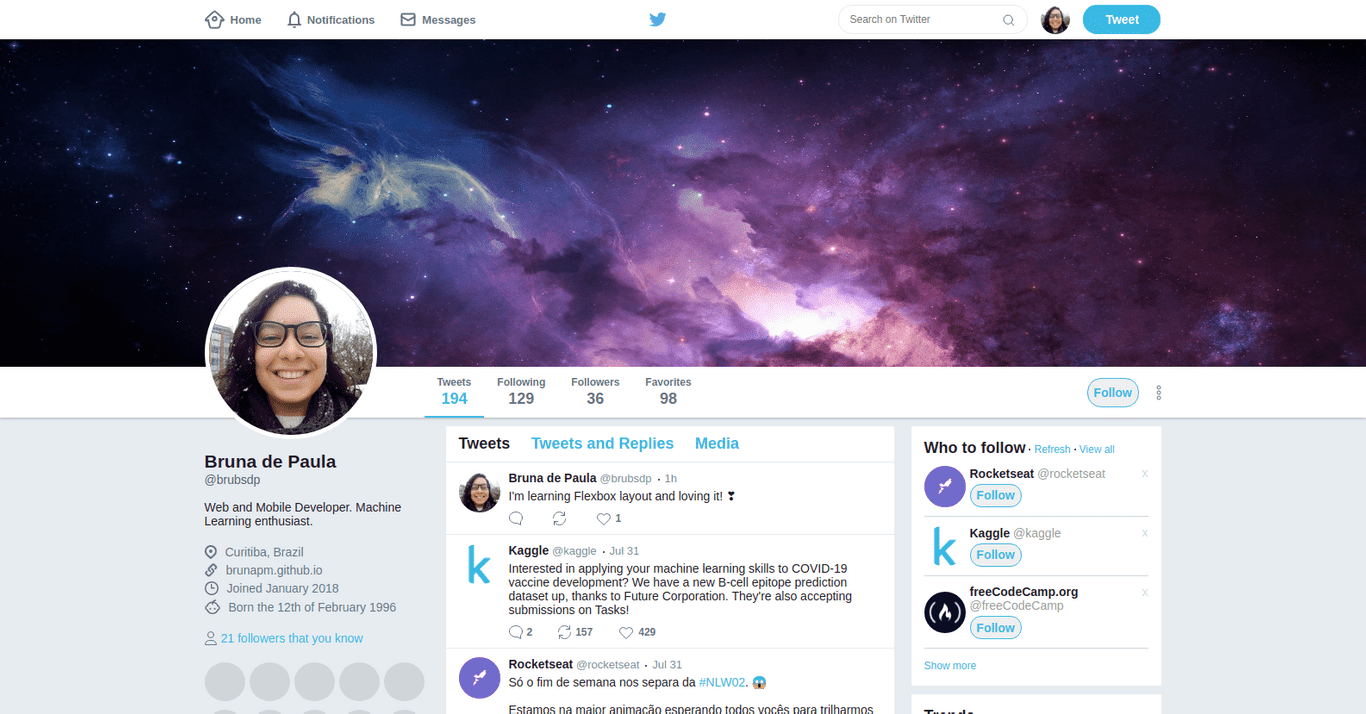 Home Notifications Messages Search on Twitter Tweet
Tweets Following Followers Favorites
194 129 36 98
Follow
Bruna de Paula
@brubsdp
Web and Mobile Developer. Machine
Learning enthusiast.
Curitiba, Brazil
brunapm.github.io
Joined January 2018
Born the 12th of February 1996
21 followers that you know
Tweets Tweets and Replies Media
Bruna de Paula @brubsdp · 1h
I'm learning Flexbox layout and loving it! ❣
1
Kaggle @kaggle · Jul 31
Interested in applying your machine learning skills to COVID-19
vaccine development? We have a new B-cell epitope prediction
dataset up, thanks to Future Corporation. They're also accepting
submissions on Tasks!
2 157 429
Rocketseat @rocketseat · Jul 31
Só o fim de semana nos separa da #NLW02. 😱
Estamos na maior animação esperando todos vocês para trilharmos
Who to follow · Refresh · View all
Rocketseat @rocketseat x
Follow
Kaggle @kaggle x
Follow
freeCodeCamp.org x
@freeCodeCamp
Follow
Show more
Trends